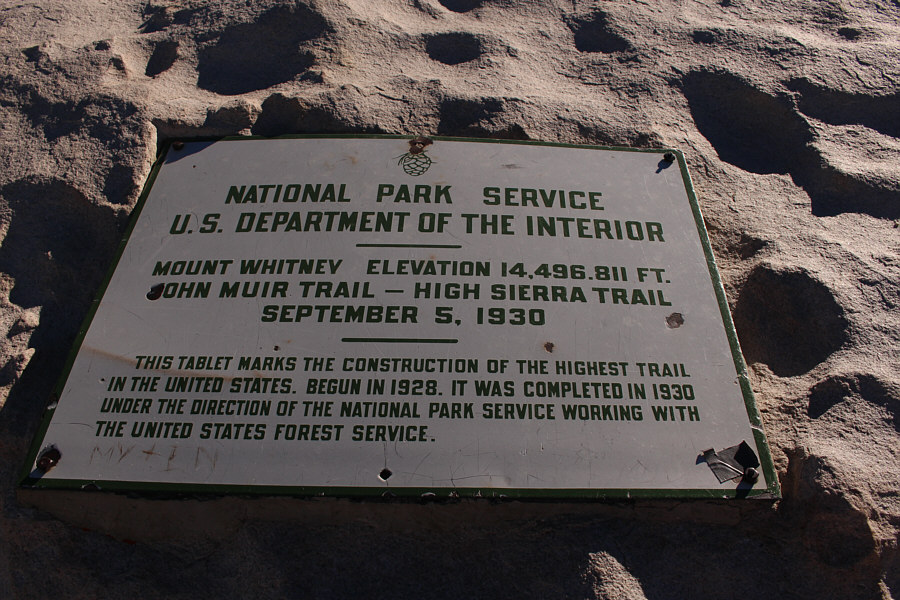 NATIONAL PARK SERVICE
U.S. DEPARTMENT OF THE INTERIOR
MOUNT WHITNEY ELEVATION 14,496.811 FT.
JOHN MUIR TRAIL – HIGH SIERRA TRAIL
SEPTEMBER 5, 1930
THIS TABLET MARKS THE CONSTRUCTION OF THE HIGHEST TRAIL
IN THE UNITED STATES. BEGUN IN 1928. IT WAS COMPLETED IN 1930
UNDER THE DIRECTION OF THE NATIONAL PARK SERVICE WORKING WITH
THE UNITED STATES FOREST SERVICE.